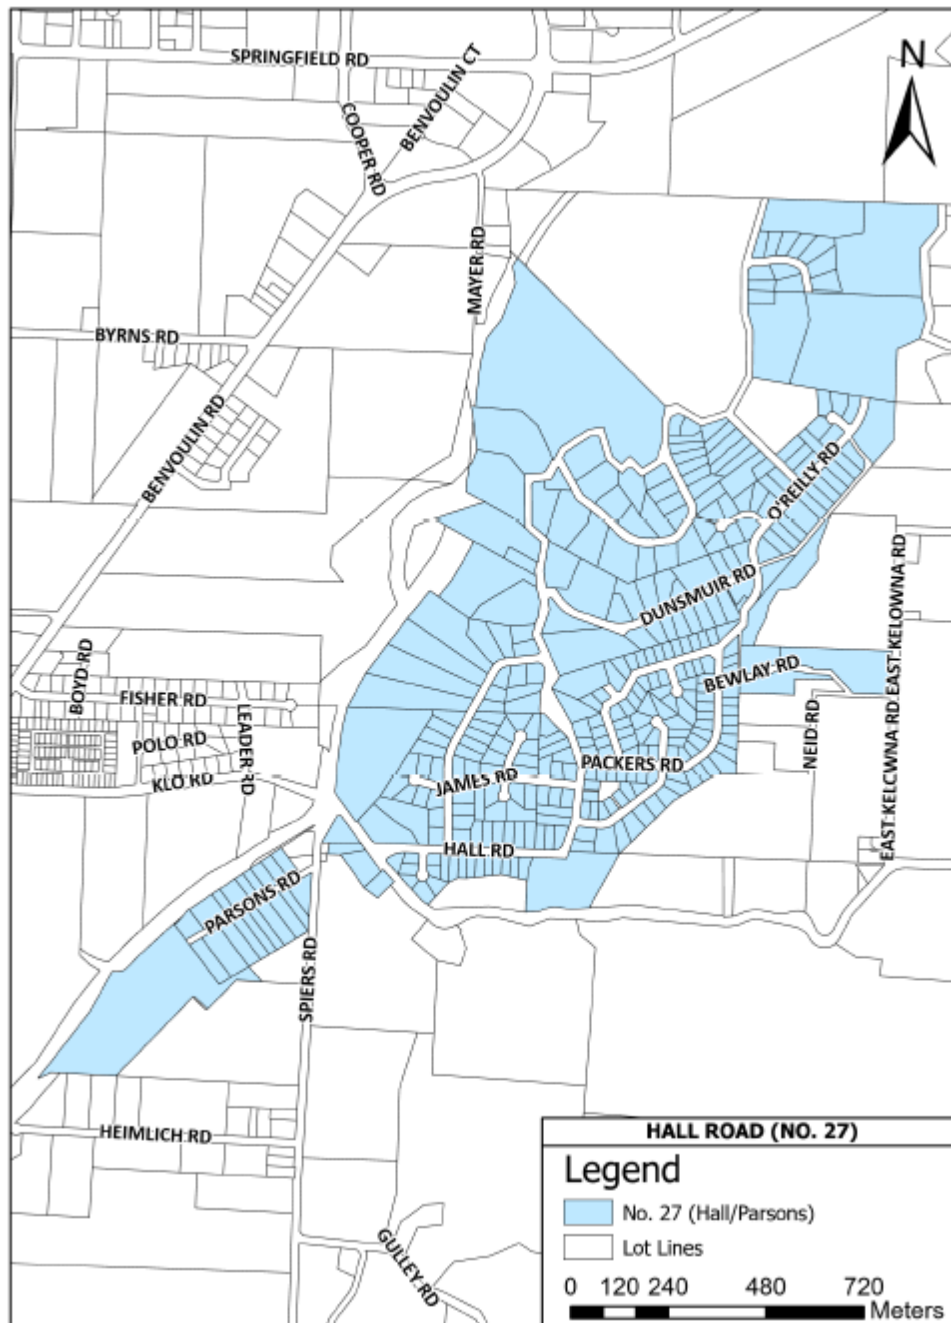 SPRINGFIELD RD
BENVOULIN CT
COOPER RD
N
MAYER RD
BYRNS RD
BENVOULIN RD
O'REILLY RD
DUNSMUIR RD
EAST KELOWNA RD
BOYD RD
BEWLAY RD
FISHER RD
LEADER RD
NEID RD
POLO RD
KLO RD
PACKERS RD
JAMES RD
EAST KELCWNA RD
HALL RD
PARSONS RD
SPIERS RD
HEIMLICH RD
GULLEY RD
HALL ROAD (NO. 27)
Legend
No. 27 (Hall/Parsons)
Lot Lines
0 120 240 480 720
Meters